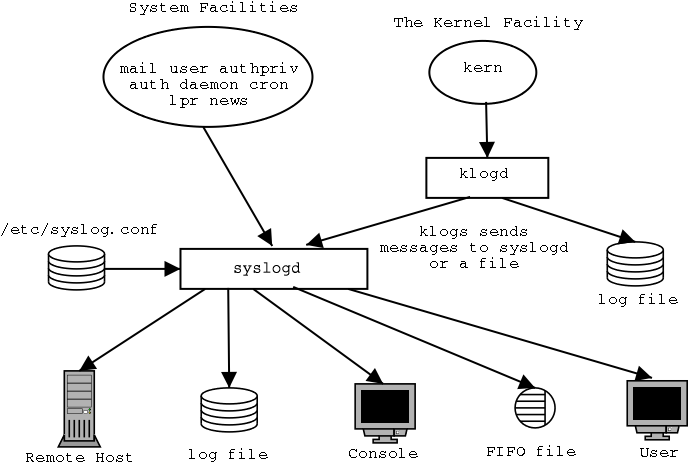 System Facilities
The Kernel Facility
mail user authpriv
auth daemon cron
lpr news
kern
klogd
/etc/syslog.conf
klogs sends
messages to syslogd
or a file
syslogd
log file
Remote Host
log file
Console
FIFO file
User